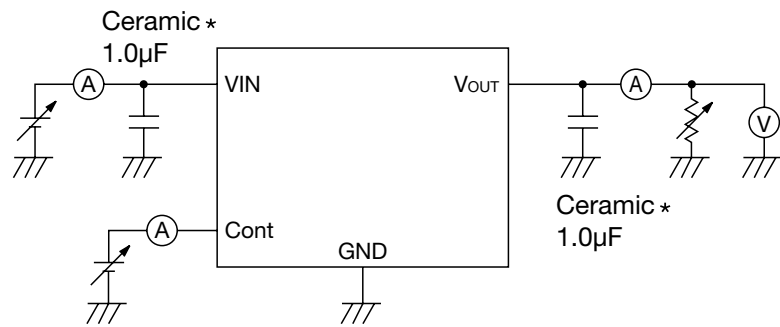 Ceramic *
1.0µF
A
VIN
VOUT
A
V
A
Cont
GND
Ceramic *
1.0µF